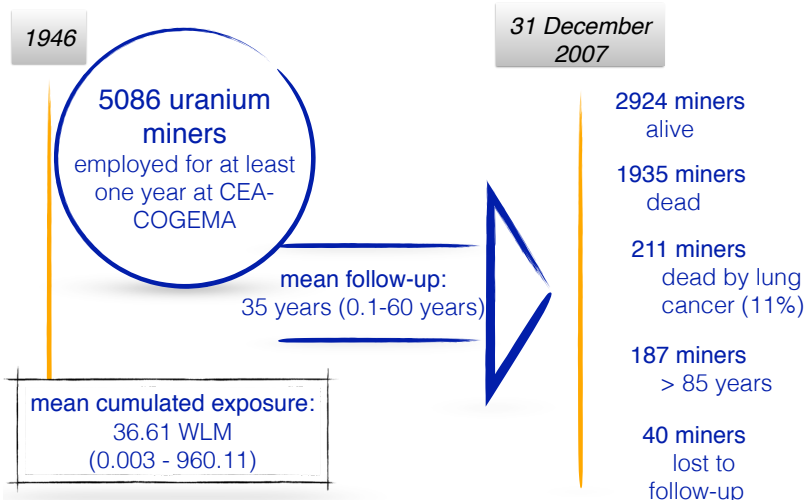 1946
5086 uranium
miners
employed for at least
one year at CEA-
COGEMA
mean follow-up:
35 years (0.1-60 years)
mean cumulated exposure:
36.61 WLM
(0.003 - 960.11)
31 December
2007
2924 miners
alive
1935 miners
dead
211 miners
dead by lung
cancer (11%)
187 miners
> 85 years
40 miners
lost to
follow-up